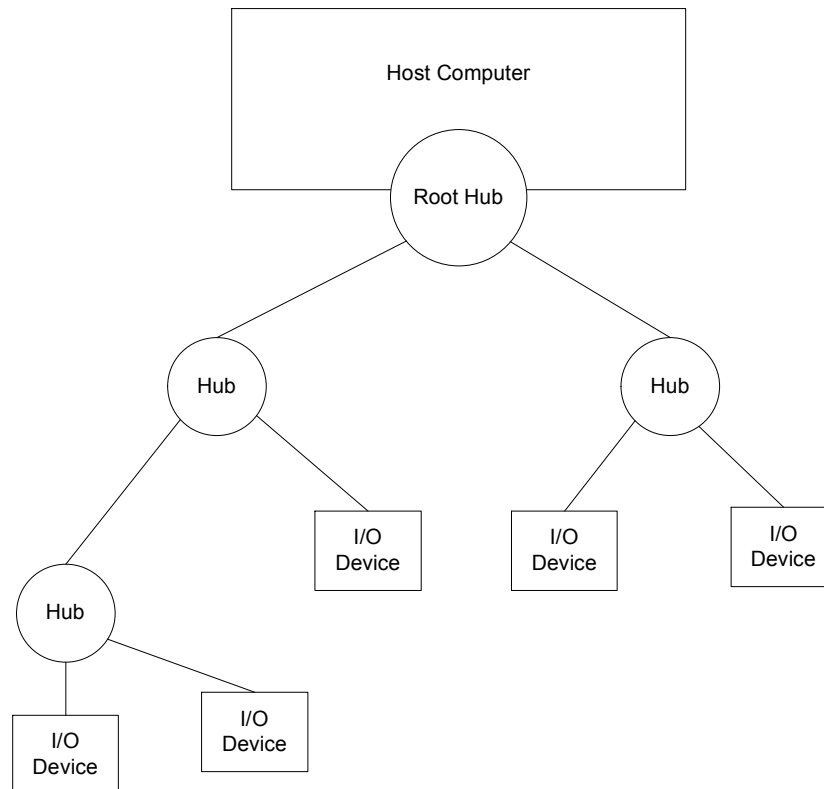 Host Computer
Root Hub
Hub
Hub
I/O
Device
I/O
Device
I/O
Device
Hub
I/O
Device
I/O
Device